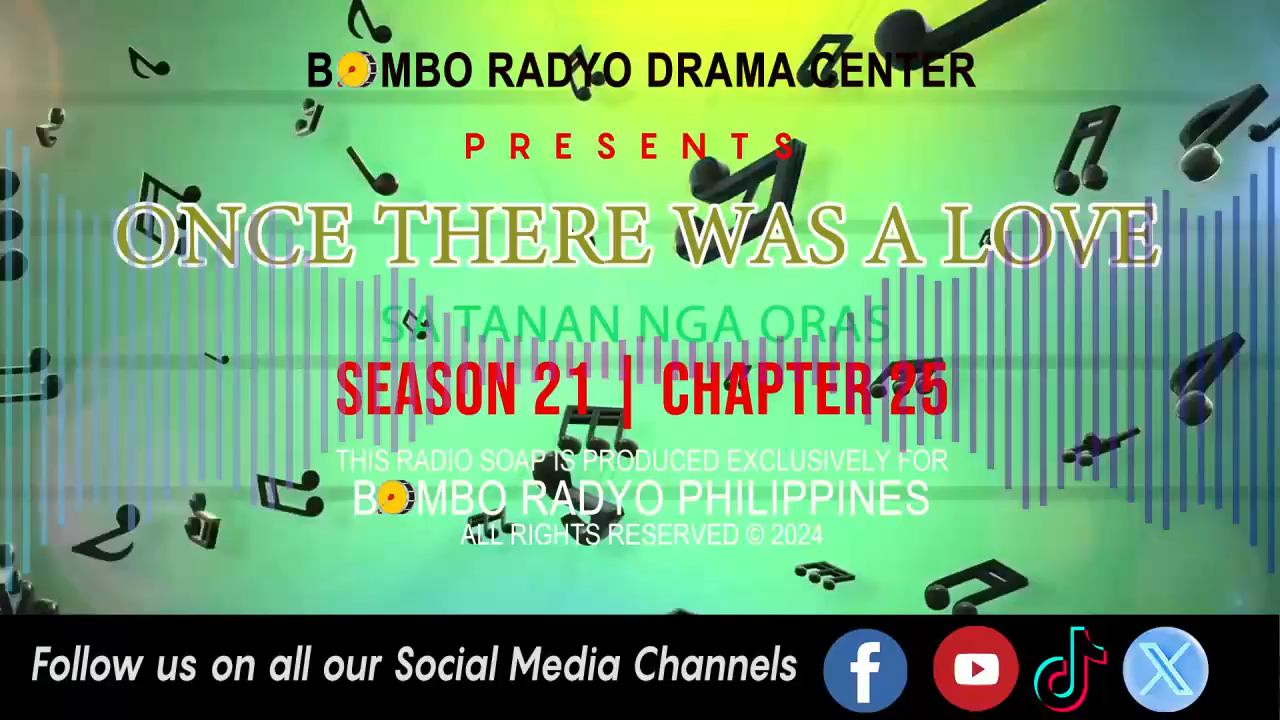 BOMBO RADYO DRAMA CENTER
PRESENTS
ONCE THERE WAS A LOVE
SA TANAN NGA ORAS
SEASON 21 | CHAPTER 25
THIS RADIO SOAP IS PRODUCED EXCLUSIVELY FOR
BOMBO RADYO PHILIPPINES
ALL RIGHTS RESERVED © 2024
Follow us on all our Social Media Channels